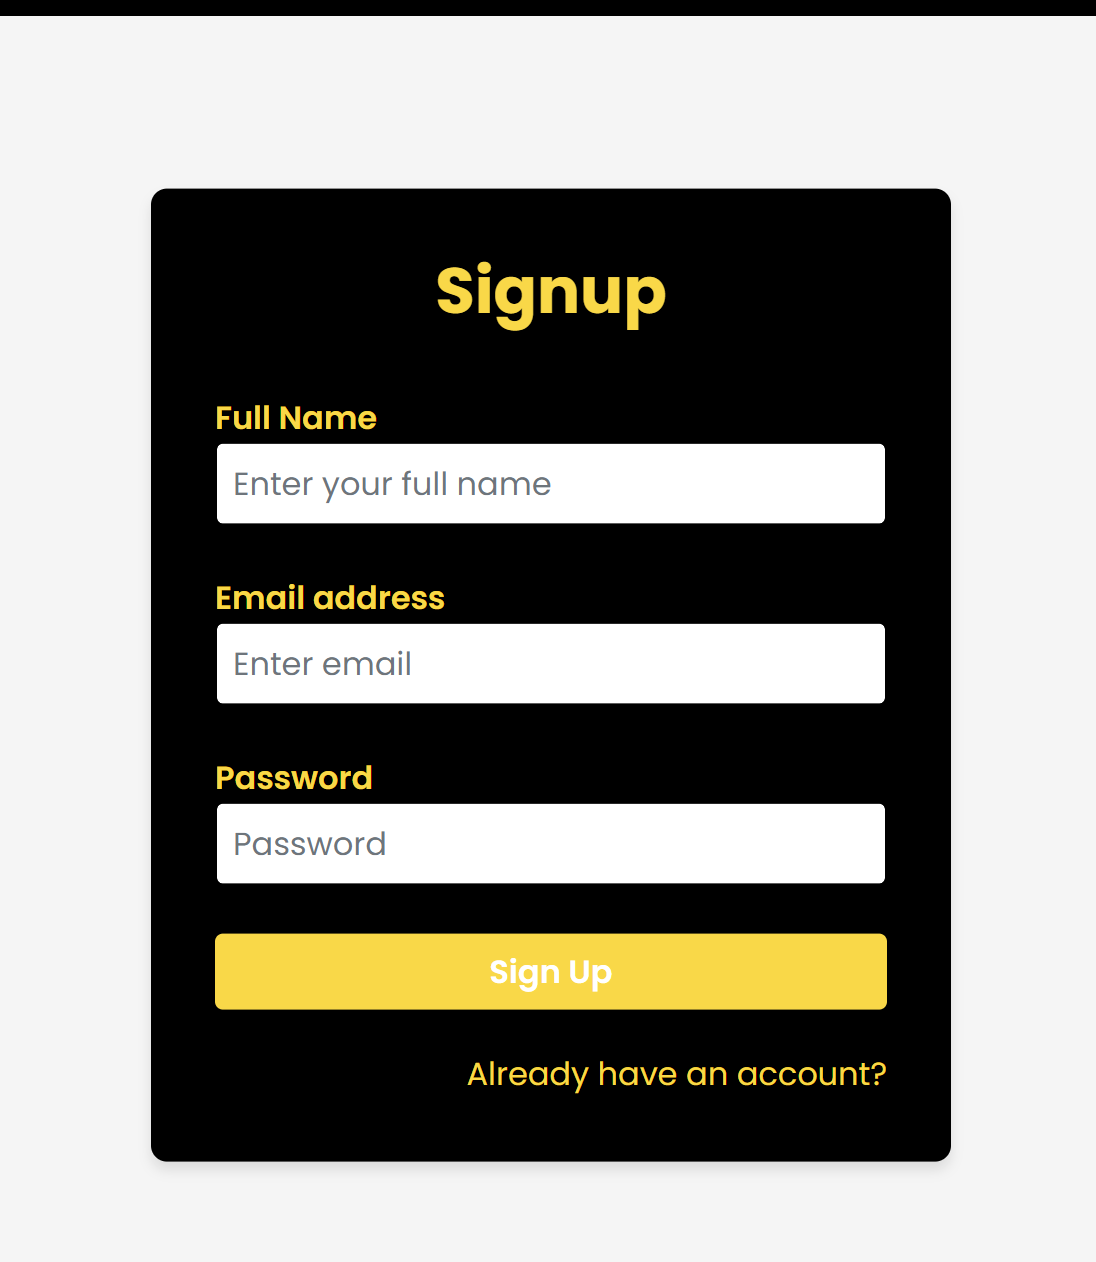 Signup
Full Name
Enter your full name
Email address
Enter email
Password
Password
Sign Up
Already have an account?